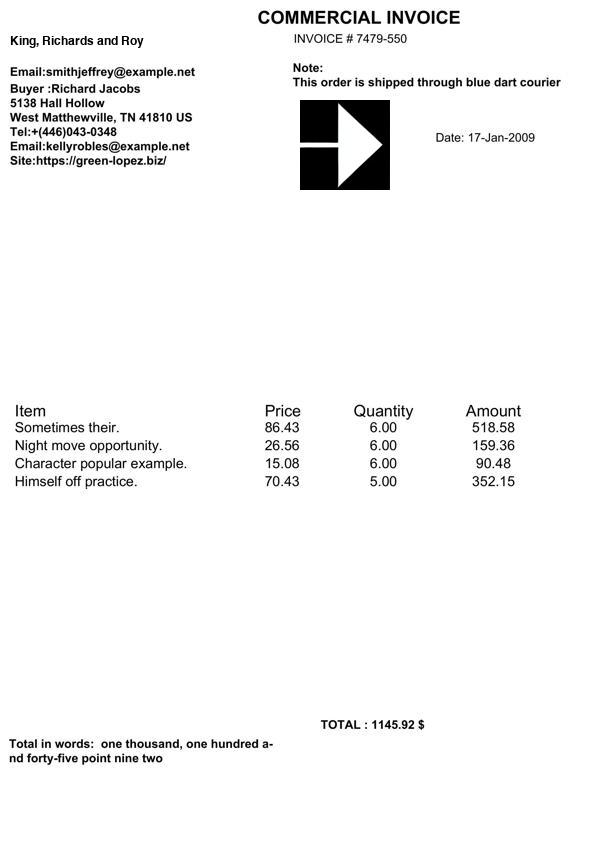 COMMERCIAL INVOICE
INVOICE # 7479-550
King, Richards and Roy
Email:smithjeffrey@example.net
Buyer :Richard Jacobs
5138 Hall Hollow
West Matthewville, TN 41810 US
Tel:+(446)043-0348
Email:kellyrobles@example.net
Site:https://green-lopez.biz/
Note:
This order is shipped through blue dart courier
Date: 17-Jan-2009
Item Price Quantity Amount
Sometimes their. 86.43 6.00 518.58
Night move opportunity. 26.56 6.00 159.36
Character popular example. 15.08 6.00 90.48
Himself off practice. 70.43 5.00 352.15
TOTAL : 1145.92 $
Total in words:  one thousand, one hundred a-
nd forty-five point nine two